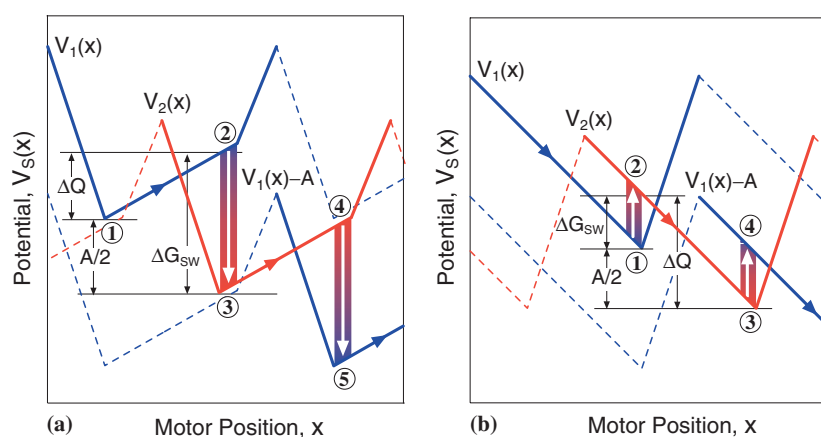 V₁(x)
V₂(x)
②
V₁(x)–A
ΔQ
④
①
A/2
ΔG_SW
③
⑤
Potential, V_S(x)
(a)
Motor Position, x
V₁(x)
V₂(x)
②
V₁(x)–A
④
ΔG_SW
ΔQ
①
A/2
③
Potential, V_S(x)
(b)
Motor Position, x